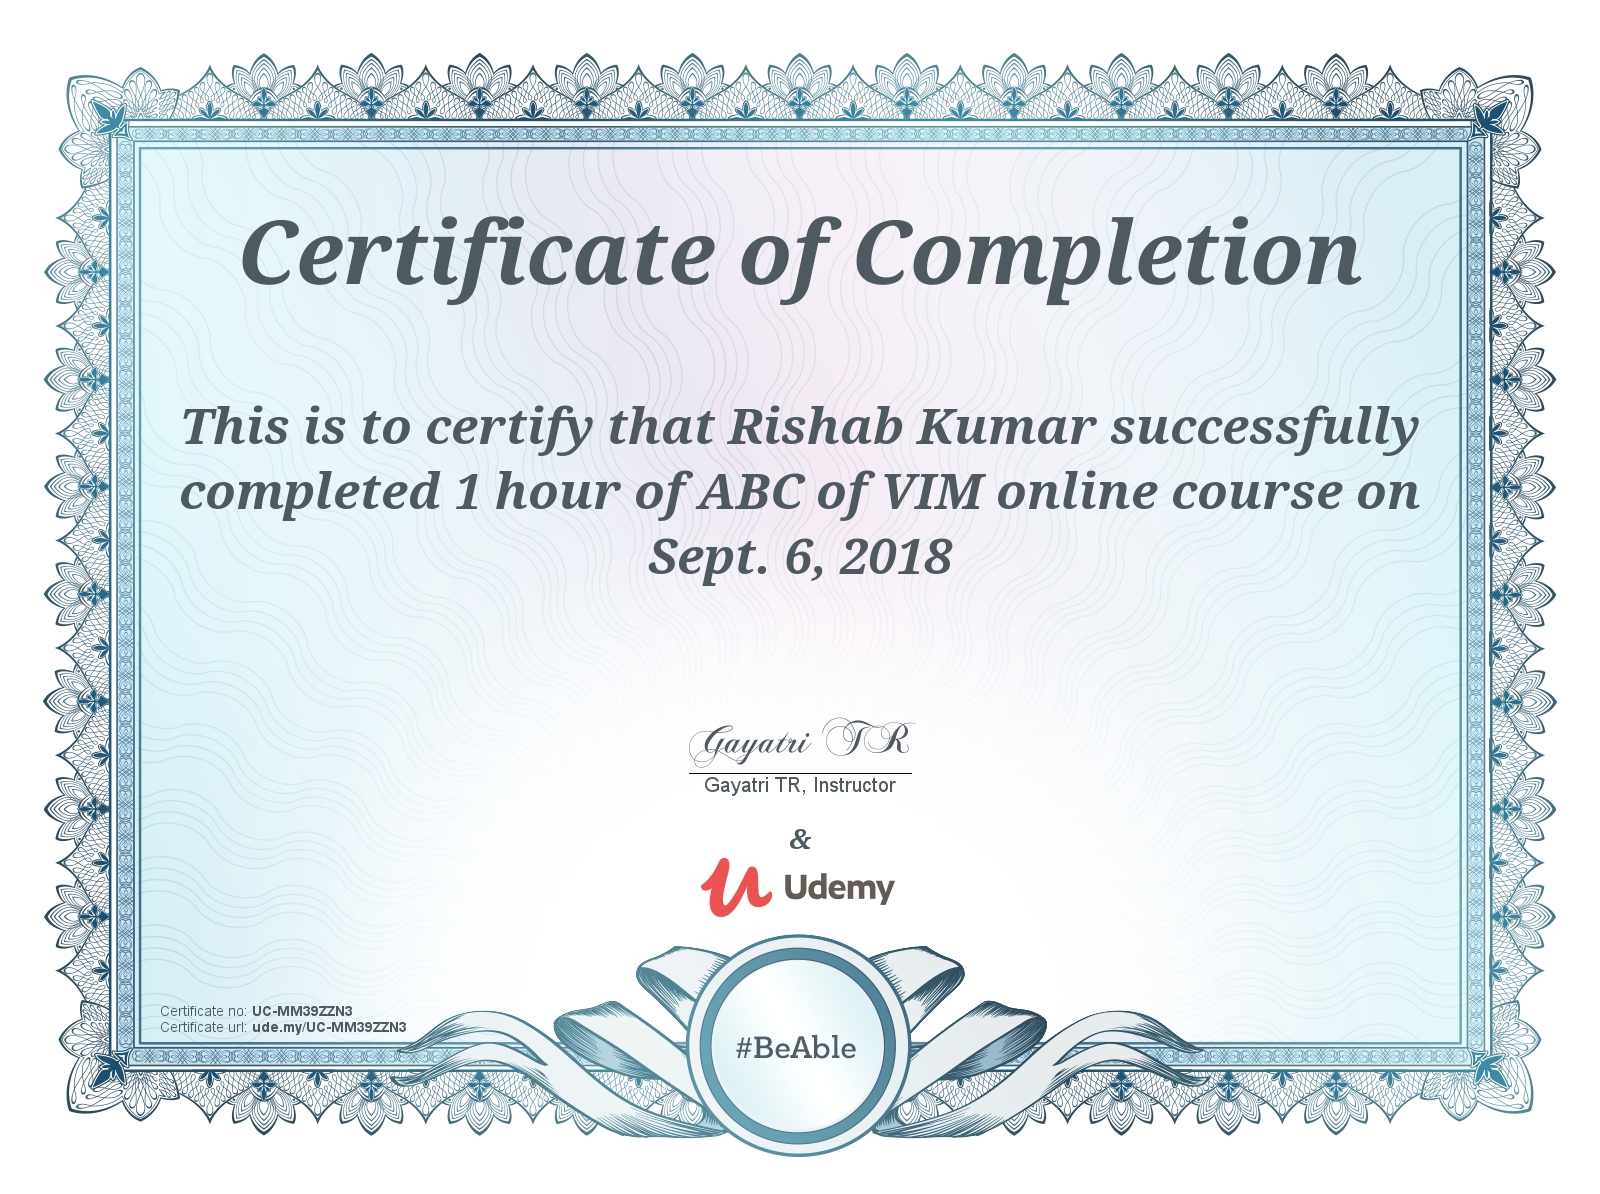 Certificate of Completion
This is to certify that Rishab Kumar successfully
completed 1 hour of ABC of VIM online course on
Sept. 6, 2018
Gayatri TR
Gayatri TR, Instructor
&
Udemy
Certificate no: UC-MM39ZZN3
Certificate url: ude.my/UC-MM39ZZN3
#BeAble